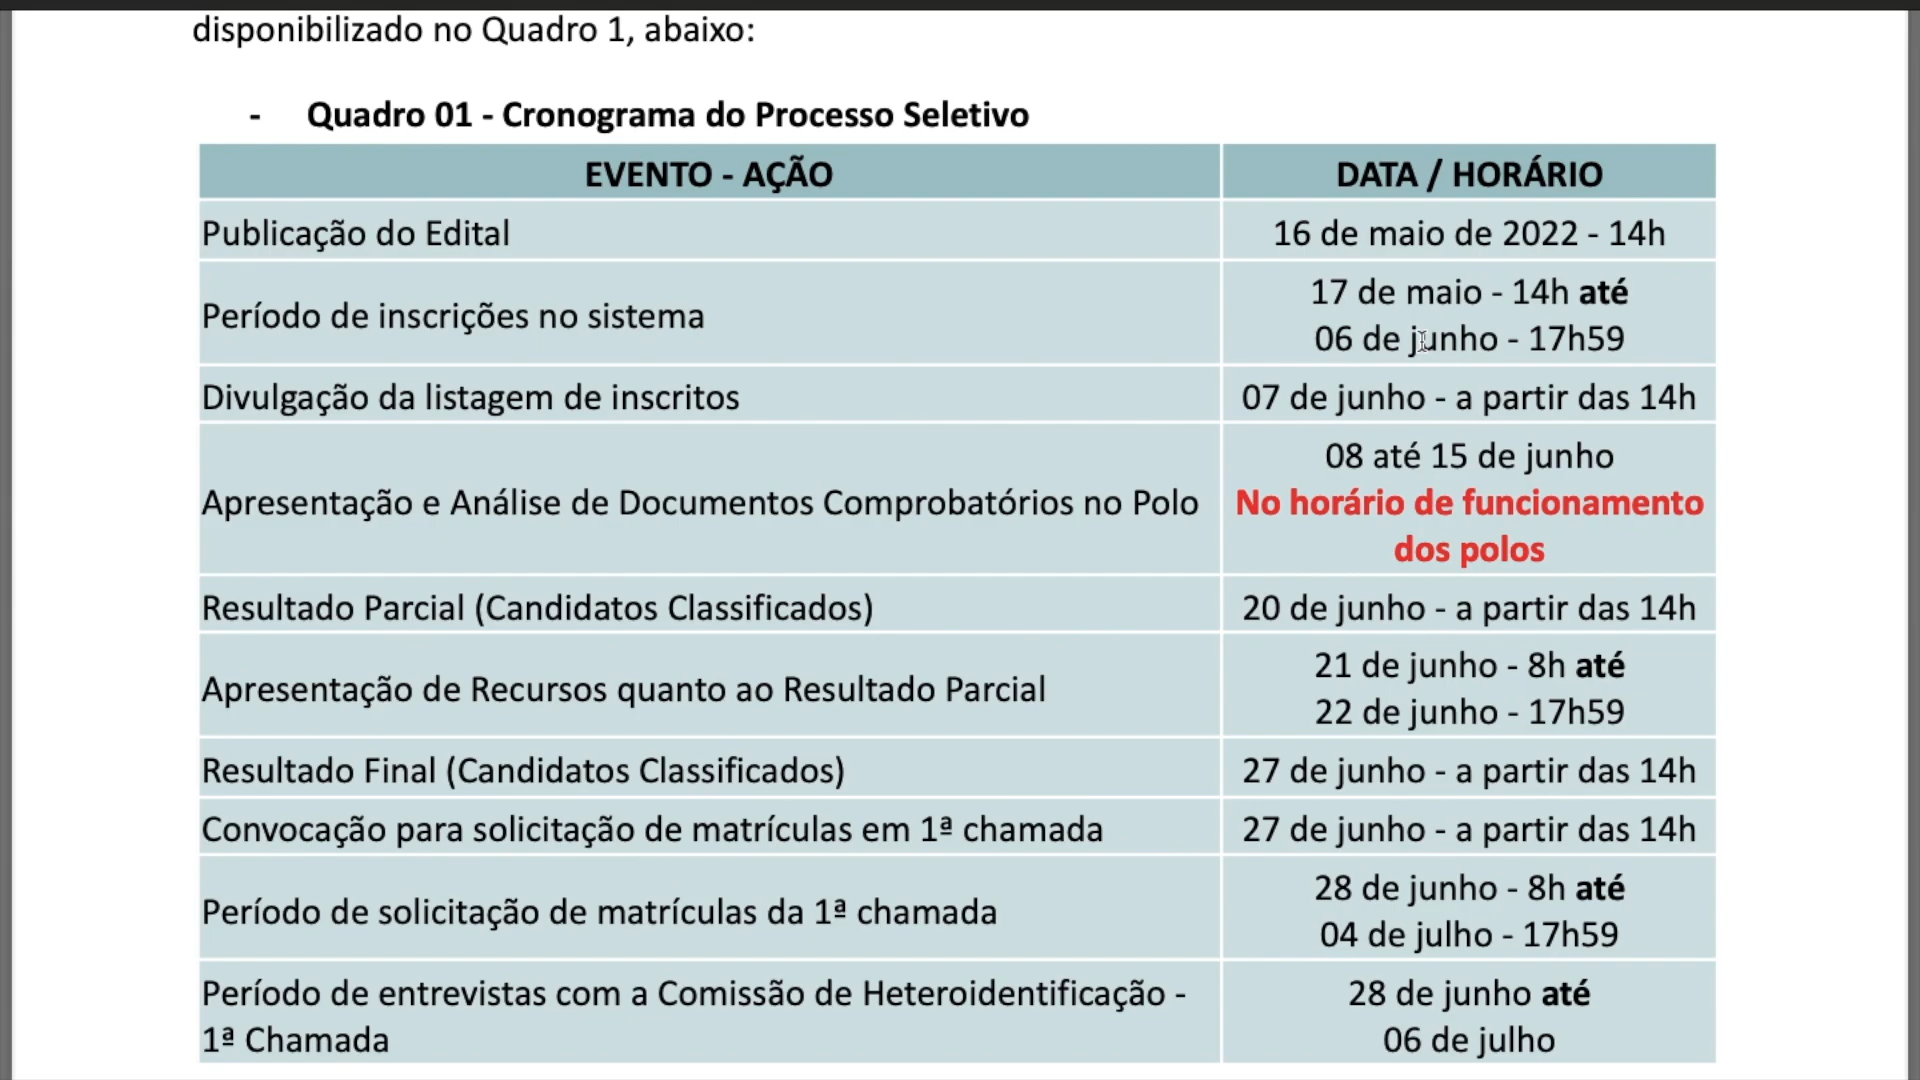 disponibilizado no Quadro 1, abaixo:
- Quadro 01 - Cronograma do Processo Seletivo
EVENTO - AÇÃO DATA / HORÁRIO
Publicação do Edital 16 de maio de 2022 - 14h
Período de inscrições no sistema 17 de maio - 14h até
06 de junho - 17h59
Divulgação da listagem de inscritos 07 de junho - a partir das 14h
Apresentação e Análise de Documentos Comprobatórios no Polo 08 até 15 de junho
No horário de funcionamento
dos polos
Resultado Parcial (Candidatos Classificados) 20 de junho - a partir das 14h
Apresentação de Recursos quanto ao Resultado Parcial 21 de junho - 8h até
22 de junho - 17h59
Resultado Final (Candidatos Classificados) 27 de junho - a partir das 14h
Convocação para solicitação de matrículas em 1ª chamada 27 de junho - a partir das 14h
Período de solicitação de matrículas da 1ª chamada 28 de junho - 8h até
04 de julho - 17h59
Período de entrevistas com a Comissão de Heteroidentificação -
1ª Chamada
28 de junho até
06 de julho